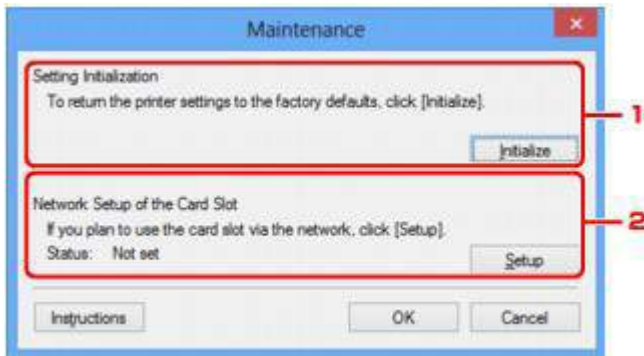 Maintenance
Setting Initialization
To return the printer settings to the factory defaults, click [Initialize].
1
Initialize
Network Setup of the Card Slot
If you plan to use the card slot via the network, click [Setup].
2
Status: Not set
Setup
Instructions OK Cancel